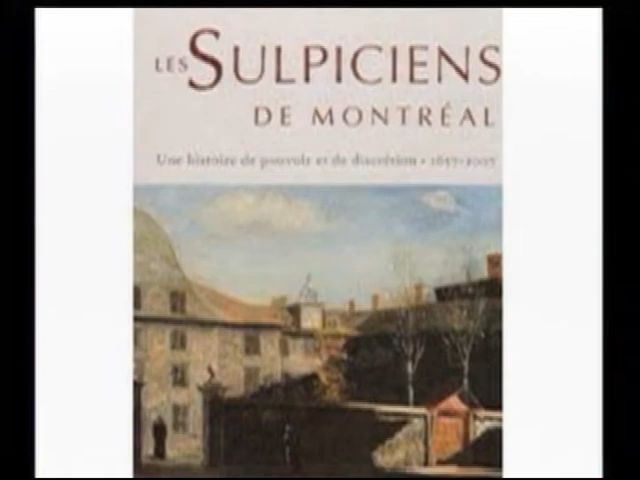 LES SULPICIENS
DE MONTRÉAL
Une histoire de pouvoir et de discrétion • 1657-2007